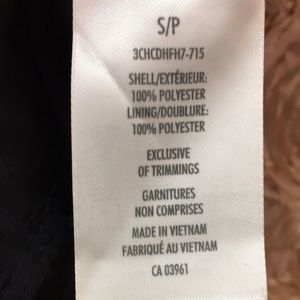 S/P
3CHCDHFH7-715
SHELL/EXTÉRIEUR:
100% POLYESTER
LINING/DOUBLURE:
100% POLYESTER
EXCLUSIVE
OF TRIMMINGS
GARNITURES
NON COMPRISES
MADE IN VIETNAM
FABRIQUÉ AU VIETNAM
CA 03961